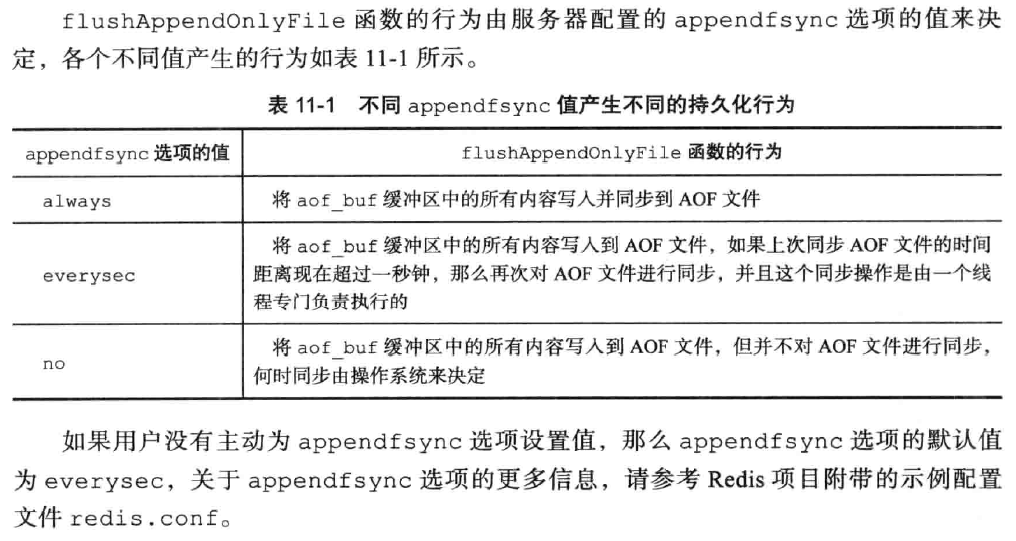 flushAppendOnlyFile 函数的行为由服务器配置的 appendfsync 选项的值来决
定，各个不同值产生的行为如表 11-1 所示。
表 11-1 不同 appendfsync 值产生不同的持久化行为
appendfsync 选项的值
flushAppendOnlyFile 函数的行为
always
将 aof_buf 缓冲区中的所有内容写入并同步到 AOF 文件
everysec
将 aof_buf 缓冲区中的所有内容写入到 AOF 文件，如果上次同步 AOF 文件的时间
距离现在超过一秒钟，那么再次对 AOF 文件进行同步，并且这个同步操作是由一个线
程专门负责执行的
no
将 aof_buf 缓冲区中的所有内容写入到 AOF 文件，但并不对 AOF 文件进行同步，
何时同步由操作系统来决定
如果用户没有主动为 appendfsync 选项设置值，那么 appendfsync 选项的默认值
为 everysec，关于 appendfsync 选项的更多信息，请参考 Redis 项目附带的示例配置
文件 redis.conf。